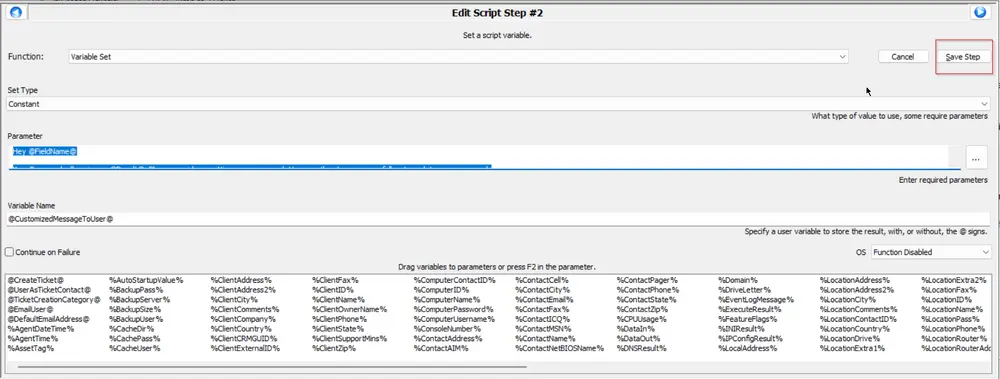 Edit Script Step #2
Set a script variable.
Function: Variable Set Cancel Save Step
Set Type
Constant
What type of value to use, some require parameters
Parameter
Hey @FieldName@
...
Enter required parameters
Variable Name
@CustomizedMessageToUser@
Specify a user variable to store the result, with, or without, the @ signs.
Continue on Failure OS Function Disabled
Drag variables to parameters or press F2 in the parameter.
@CreateTicket@ %AutoStartupValue% %ClientAddress% %ClientFax% %ComputerContactID% %ContactCell% %ContactPager% %Domain% %LocationAddress% %LocationExtra2%
@UserAsTicketContact@ %BackupPass% %ClientAddress2% %ClientID% %ComputerID% %ContactCity% %ContactPhone% %DriveLetter% %LocationAddress2% %LocationFax%
@TicketCreationCategory@ %BackupServer% %ClientCity% %ClientName% %ComputerName% %ContactEmail% %ContactState% %EventLogMessage% %LocationCity% %LocationID%
@EmailUser@ %BackupSize% %ClientComments% %ClientOwnerName% %ComputerPassword% %ContactFax% %ContactZip% %ExecuteResult% %LocationComments% %LocationName%
@DefaultEmailAddress@ %BackupUser% %ClientCompany% %ClientPhone% %ComputerUsername% %ContactICQ% %CPUUsage% %FeatureFlags% %LocationContactID% %LocationPass%
%AgentDateTime% %CacheDir% %ClientCountry% %ClientState% %ConsoleNumber% %ContactMSN% %DataIn% %INIResult% %LocationCountry% %LocationPhone%
%AgentTime% %CachePass% %ClientCRMGUID% %ClientSupportMins% %ContactAddress% %ContactName% %DataOut% %IPConfigResult% %LocationDrive% %LocationRouter%
%AssetTag% %CacheUser% %ClientExternalID% %ClientZip% %ContactAIM% %ContactNetBIOSName% %DNSResult% %LocalAddress% %LocationExtra1% %LocationRouterAdd